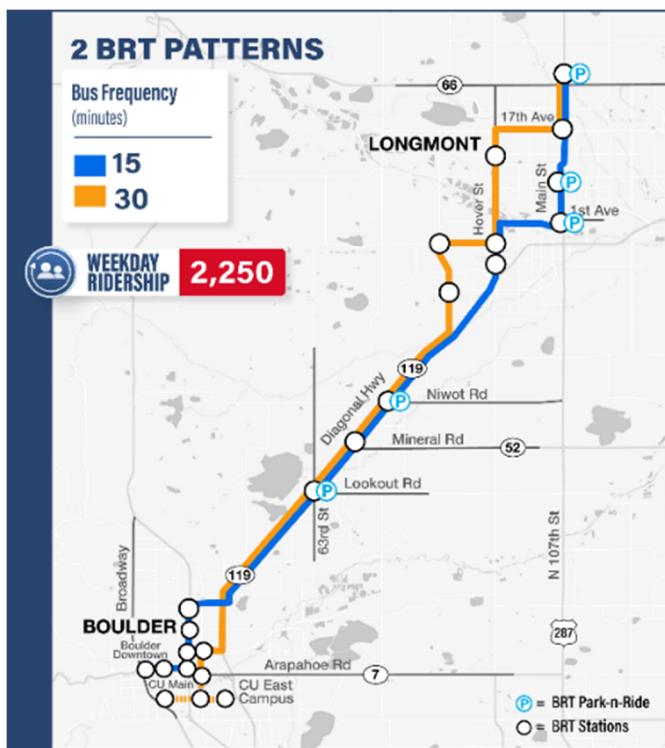 2 BRT PATTERNS
Bus Frequency
(minutes)
15
30
WEEKDAY
RIDERSHIP
2,250
P
66
17th Ave
LONGMONT
Hover St
Main St
P
1st Ave
P
119
Diagonal Hwy
Niwot Rd
P
Mineral Rd
52
Lookout Rd
P
63rd St
N 107th St
119
Broadway
BOULDER
287
Boulder
Downtown
Arapahoe Rd
7
CU Main
CU East
Campus
P = BRT Park-n-Ride
= BRT Stations